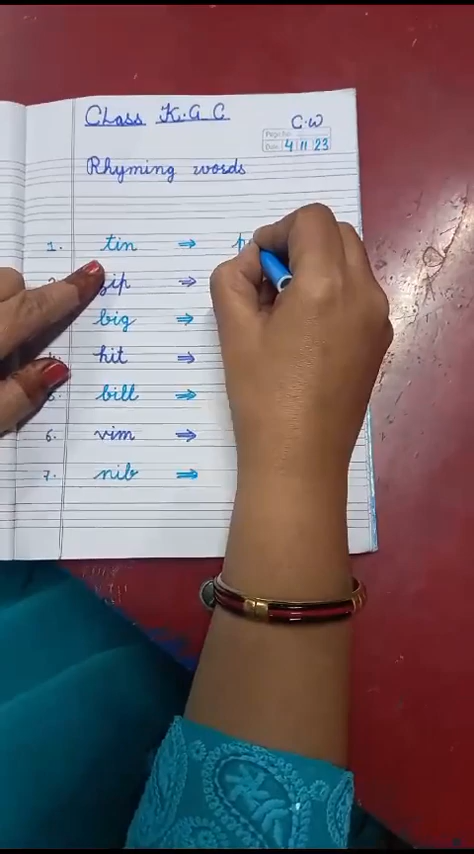 Class K.G C
C.W
Page No.
Date 4 11 23
Rhyming words
1. tin ⇒
zip ⇒
big ⇒
hit ⇒
bill ⇒
6. vim ⇒
7. nib ⇒